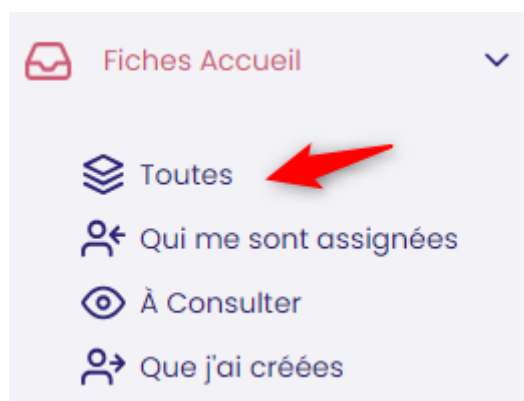 Fiches Accueil
Toutes
Qui me sont assignées
À Consulter
Que j'ai créées